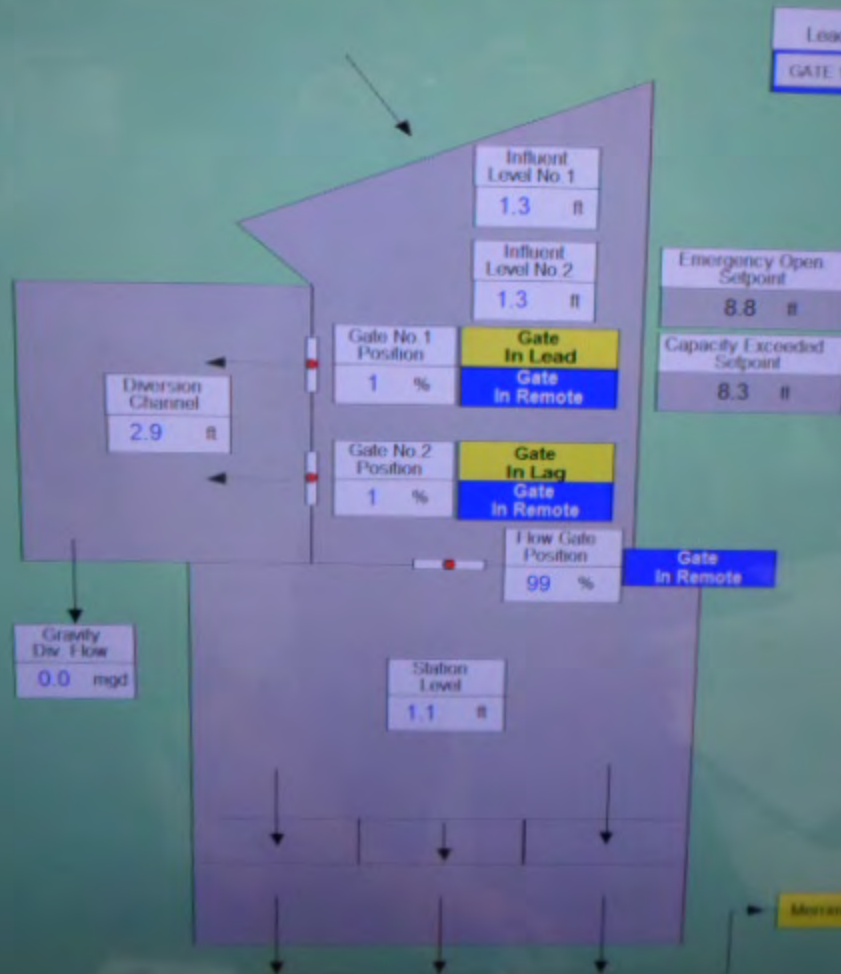 GATE
Influent
Level No.1
1.3 ft
Influent
Level No.2
1.3 ft
Emergency Open
Setpoint
8.8 ft
Gate No.1
Position
1 %
Gate
In Lead
Gate
In Remote
Capacity Exceeded
Setpoint
8.3 ft
Diversion
Channel
2.9 ft
Gate No.2
Position
1 %
Gate
In Lag
Gate
In Remote
Flow Gate
Position
99 %
Gate
In Remote
Gravity
Div. Flow
0.0 mgd
Station
Level
1.1 ft